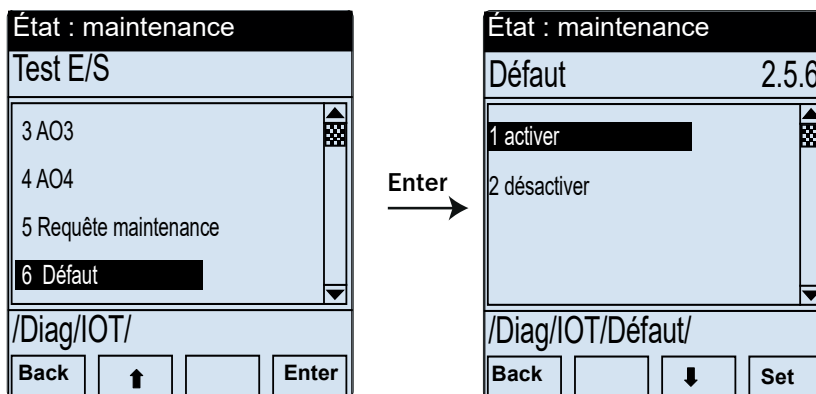 État : maintenance
Test E/S
3 AO3
4 AO4
5 Requête maintenance
6 Défaut
/Diag/IOT/
Back
Enter
Enter
État : maintenance
Défaut 2.5.6
1 activer
2 désactiver
/Diag/IOT/Défaut/
Back
Set